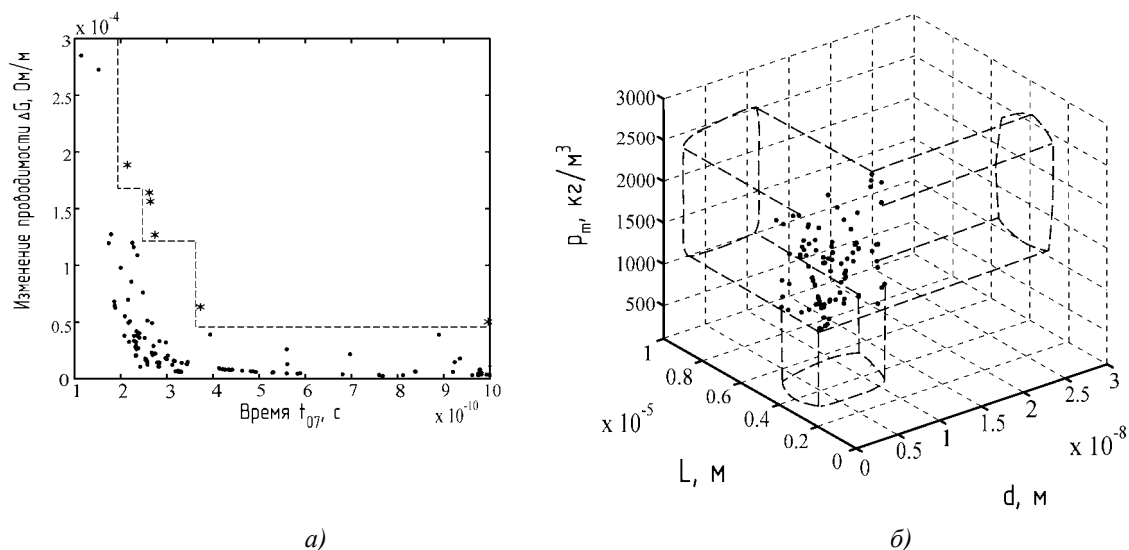 x 10^-4
3
2.5
2
1.5
1
0.5
0
Изменение проводимости ΔG, Ом/м
1 2 3 4 5 6 7 8 9 10
Время t₀₇, с
x 10^-10
а)
3000
2500
2000
1500
1000
500
pₘ, кг/м³
1
0.8
0.6
0.4
0.2
0
x 10^-5
L, м
0
0.5
1
1.5
2
2.5
3
x 10^-8
d, м
б)